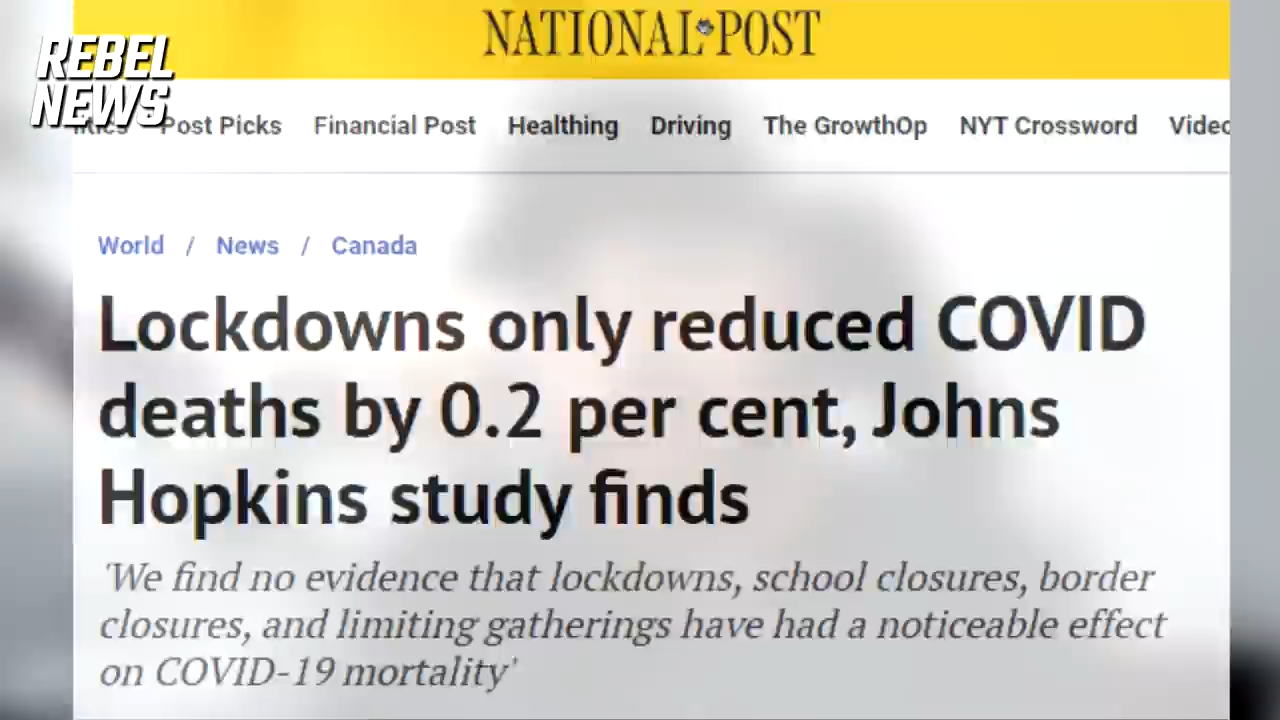 NATIONAL POST
REBEL
NEWS
Post Picks Financial Post Healthing Driving The GrowthOp NYT Crossword
World / News / Canada
Lockdowns only reduced COVID
deaths by 0.2 per cent, Johns
Hopkins study finds
'We find no evidence that lockdowns, school closures, border
closures, and limiting gatherings have had a noticeable effect
on COVID-19 mortality'